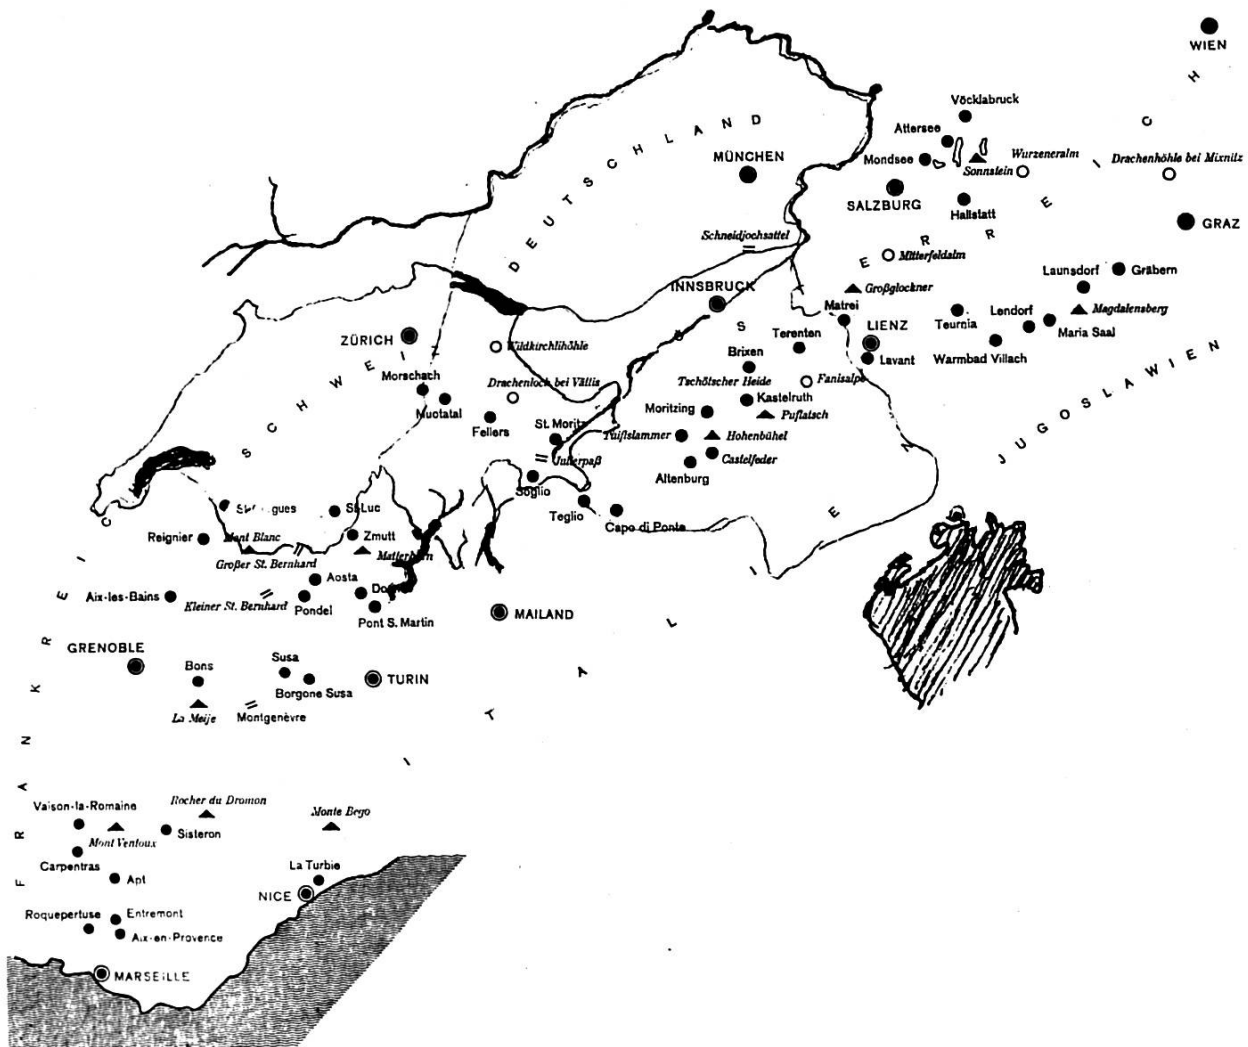 WIEN
Vöcklabruck
Attersee
Mondsee
Sonnstein
Wurzeneralm
Drachenhöhle bei Mixnitz
MÜNCHEN
SALZBURG
Hallstatt
GRAZ
DEUTSCHLAND
ÖSTERREICH
Schneidjochsattel
Mitterfeldalm
Launsdorf
Gräbern
INNSBRUCK
Großglockner
Matrei
LIENZ
Teurnia
Lendorf
Magdalensberg
Maria Saal
Lavant
Warmbad Villach
Terenten
Brixen
Tschötscher Heide
Fanisalpe
Kastelruth
Puflatsch
Moritzing
Tuiflslammer
Hohenbühel
Castelfeder
Altenburg
JUGOSLAWIEN
ZÜRICH
SCHWEIZ
Wildkirchlihöhle
Morschach
Drachenloch bei Vättis
Muotatal
Fellers
St. Moritz
Julierpaß
Soglio
Teglio
Capo di Ponte
St. Luc
Reignier
Mont Blanc
Zmutt
Großer St. Bernhard
Matterhorn
Aosta
Aix-les-Bains
Kleiner St. Bernhard
Pondel
Pont S. Martin
MAILAND
ITALIEN
GRENOBLE
Bons
Susa
Borgone Susa
TURIN
La Meije
Montgenèvre
FRANKREICH
Vaison-la-Romaine
Rocher du Dromon
Monte Bego
Mont Ventoux
Sisteron
Carpentras
Apt
La Turbie
NICE
Roquepertuse
Entremont
Aix-en-Provence
MARSEILLE